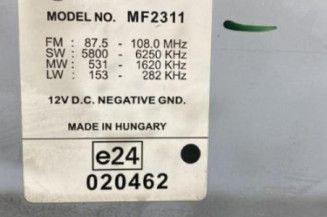 MODEL NO. MF2311
FM : 87.5 - 108.0 MHz
SW : 5800 - 6250 KHz
MW : 531 - 1620 KHz
LW : 153 - 282 KHz
12V D.C. NEGATIVE GND.
MADE IN HUNGARY
e24
020462